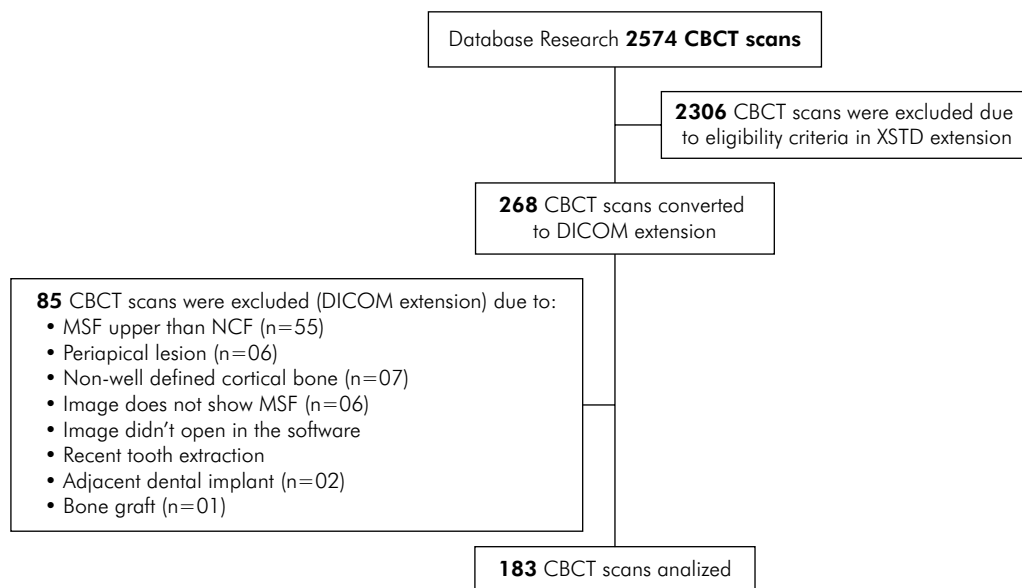 Database Research 2574 CBCT scans
2306 CBCT scans were excluded due
to eligibility criteria in XSTD extension
268 CBCT scans converted
to DICOM extension
85 CBCT scans were excluded (DICOM extension) due to:
• MSF upper than NCF (n=55)
• Periapical lesion (n=06)
• Non-well defined cortical bone (n=07)
• Image does not show MSF (n=06)
• Image didn't open in the software
• Recent tooth extraction
• Adjacent dental implant (n=02)
• Bone graft (n=01)
183 CBCT scans analized